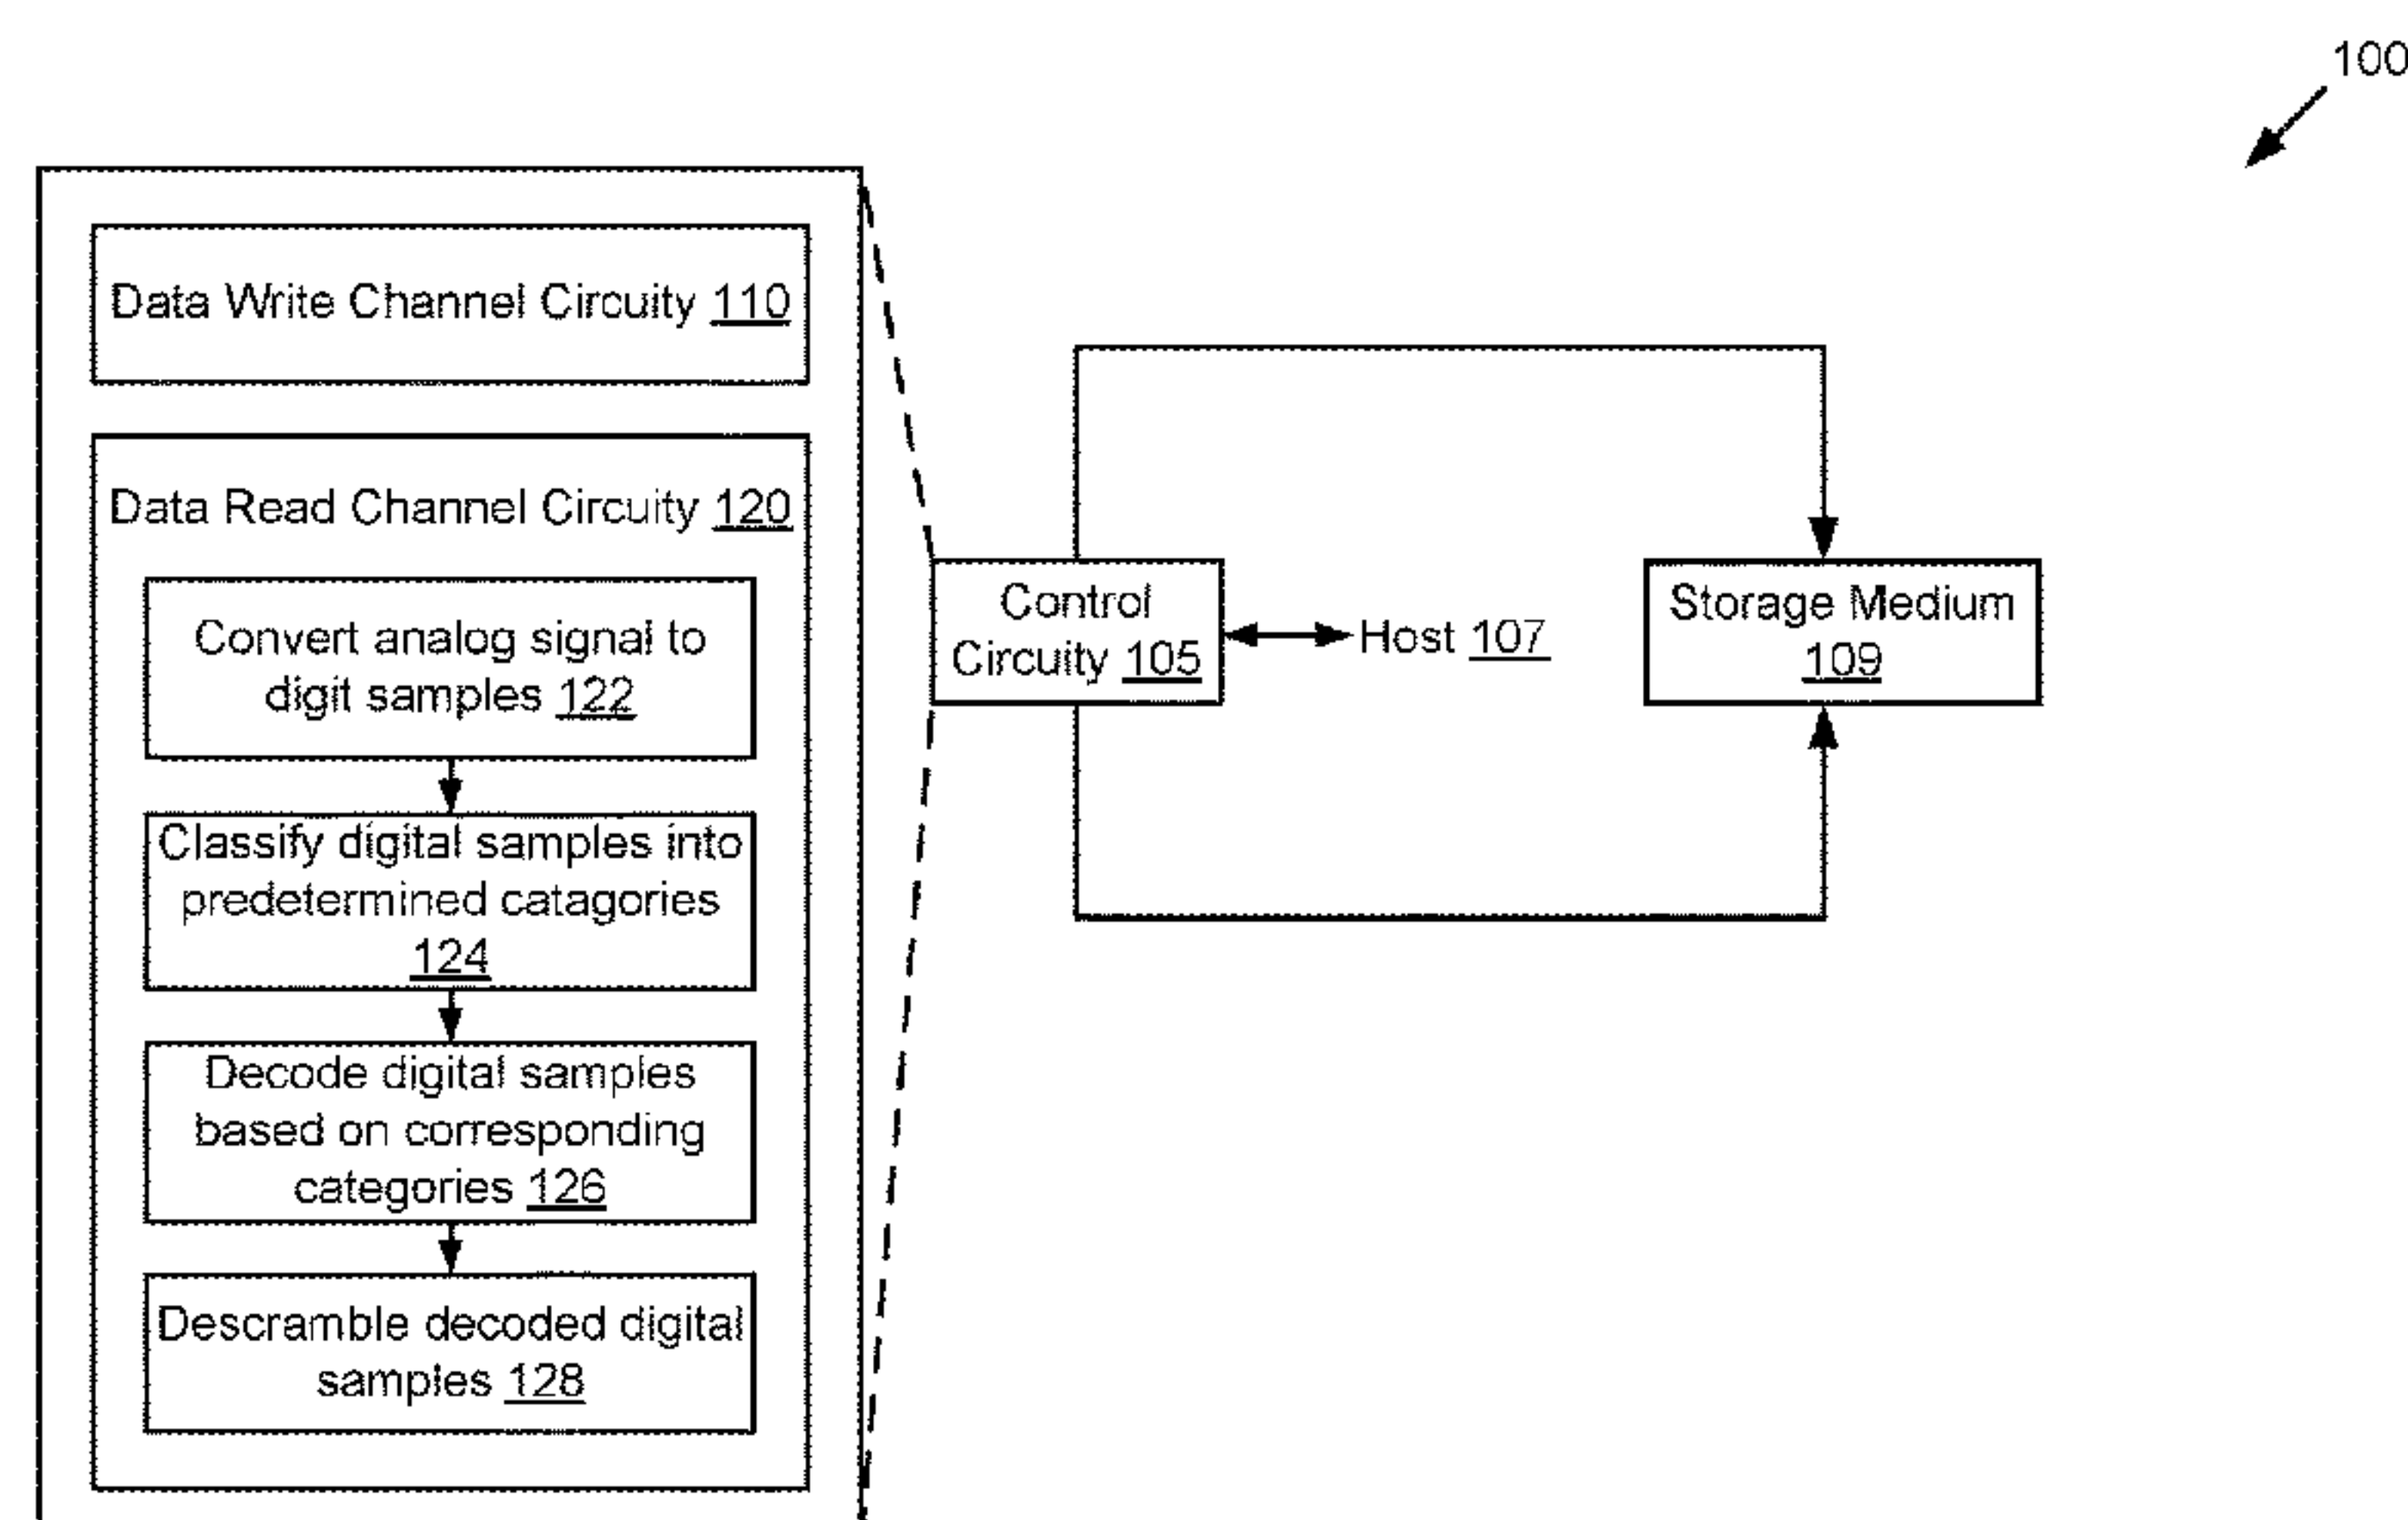 100
Data Write Channel Circuity 110
Data Read Channel Circuity 120
Convert analog signal to
digit samples 122
Classify digital samples into
predetermined catagories
124
Decode digital samples
based on corresponding
categories 126
Descramble decoded digital
samples 128
Control
Circuity 105
Host 107
Storage Medium
109